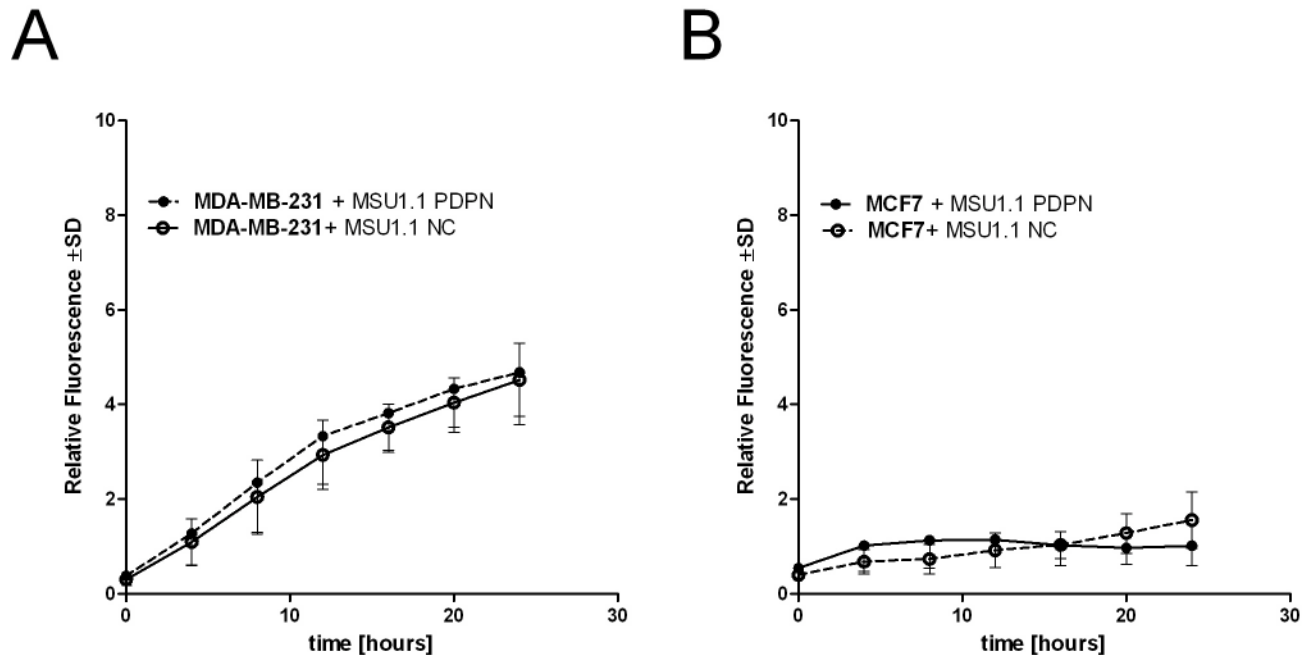 A
B
10
8
6
4
2
0
Relative Fluorescence ±SD
MDA-MB-231 + MSU1.1 PDPN
MDA-MB-231+ MSU1.1 NC
0
10
20
30
time [hours]
10
8
6
4
2
0
Relative Fluorescence ±SD
MCF7 + MSU1.1 PDPN
MCF7+ MSU1.1 NC
0
10
20
30
time [hours]